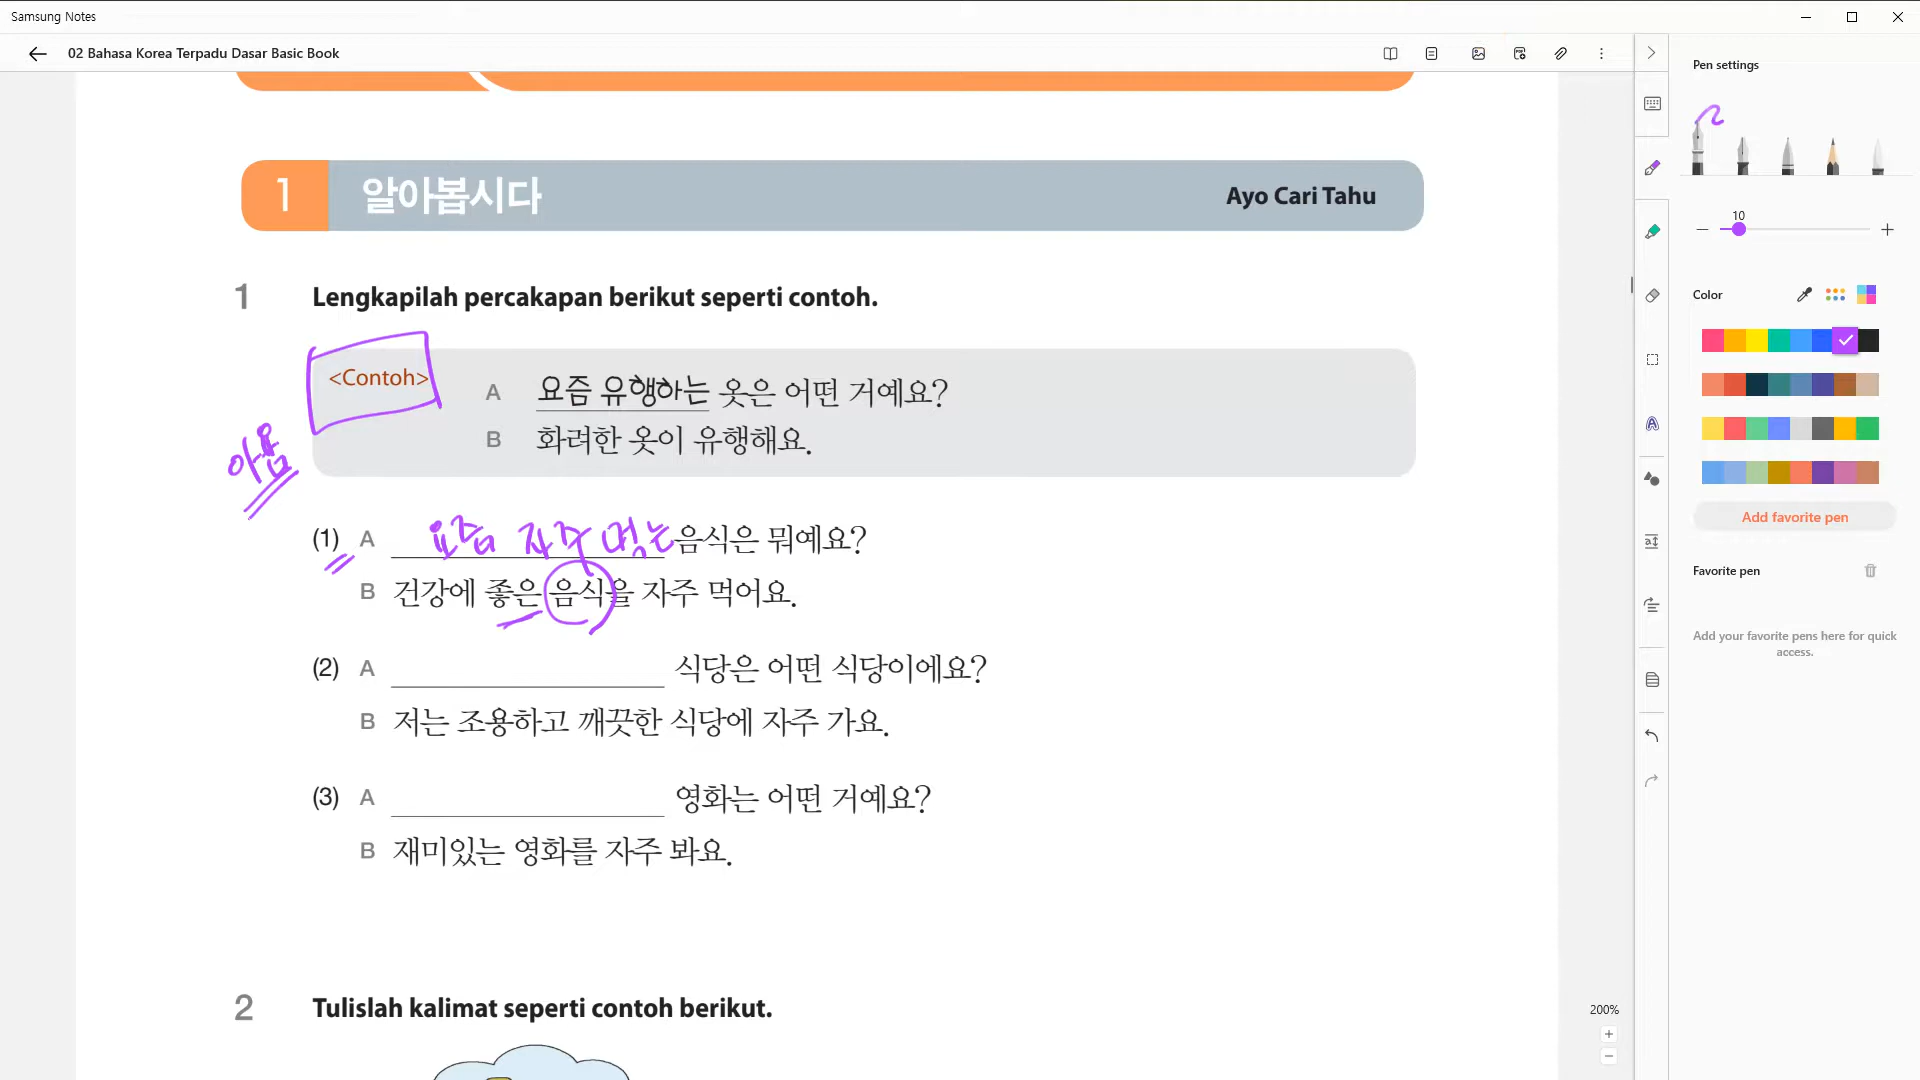 Samsung Notes
02 Bahasa Korea Terpadu Dasar Basic Book
Pen settings
10
Color
Add favorite pen
Favorite pen
Add your favorite pens here for quick access.
200%
1 알아봅시다 Ayo Cari Tahu
1 Lengkapilah percakapan berikut seperti contoh.
<Contoh>
A 요즘 유행하는 옷은 어떤 거예요?
B 화려한 옷이 유행해요.
(1) A 요즘 자주 먹는 음식은 뭐예요?
B 건강에 좋은 음식을 자주 먹어요.
(2) A ____ 식당은 어떤 식당이에요?
B 저는 조용하고 깨끗한 식당에 자주 가요.
(3) A ____ 영화는 어떤 거예요?
B 재미있는 영화를 자주 봐요.
2 Tulislah kalimat seperti contoh berikut.